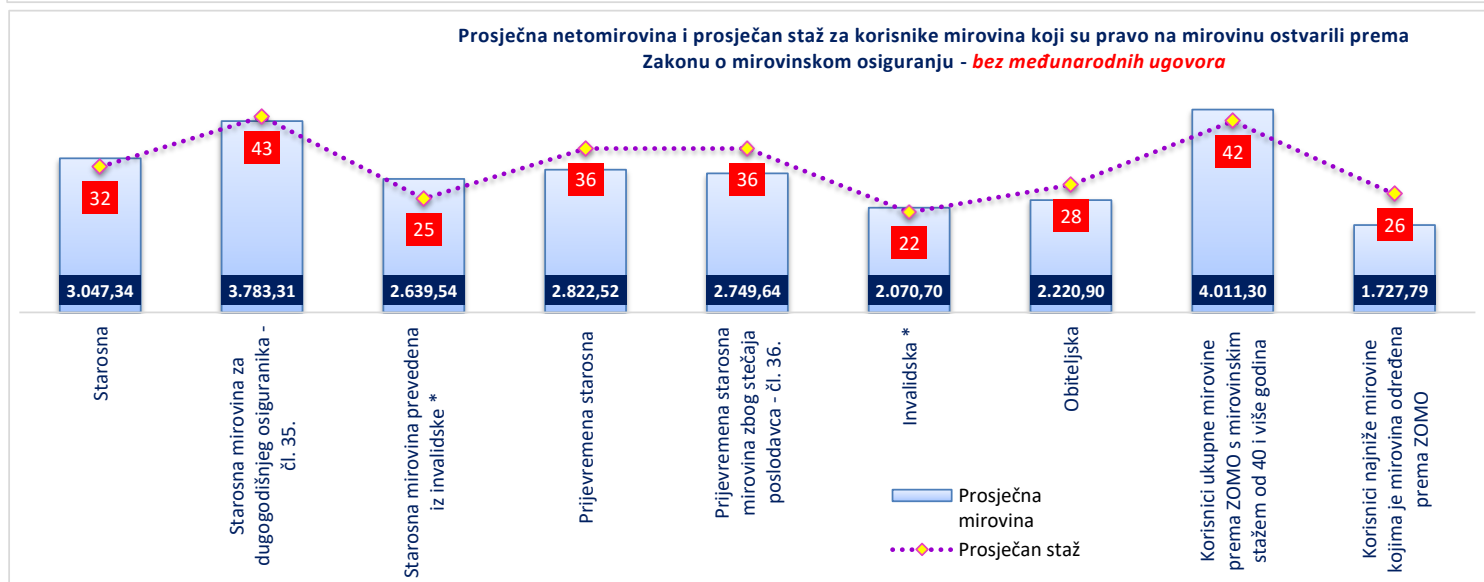 Prosječna netomirovina i prosječan staž za korisnike mirovina koji su pravo na mirovinu ostvarili prema
Zakonu o mirovinskom osiguranju - bez međunarodnih ugovora
32
43
25
36
36
22
28
42
26
3.047,34
3.783,31
2.639,54
2.822,52
2.749,64
2.070,70
2.220,90
4.011,30
1.727,79
Starosna
Starosna mirovina za
dugogodišnjeg osiguranika -
čl. 35.
Starosna mirovina prevedena
iz invalidske *
Prijevremena starosna
Prijevremena starosna
mirovina zbog stečaja
poslodavca - čl. 36.
Invalidska *
Obiteljska
Korisnici ukupne mirovine
prema ZOMO s mirovinskim
stažem od 40 i više godina
Korisnici najniže mirovine
kojima je mirovina određena
prema ZOMO
Prosječna
mirovina
Prosječan staž